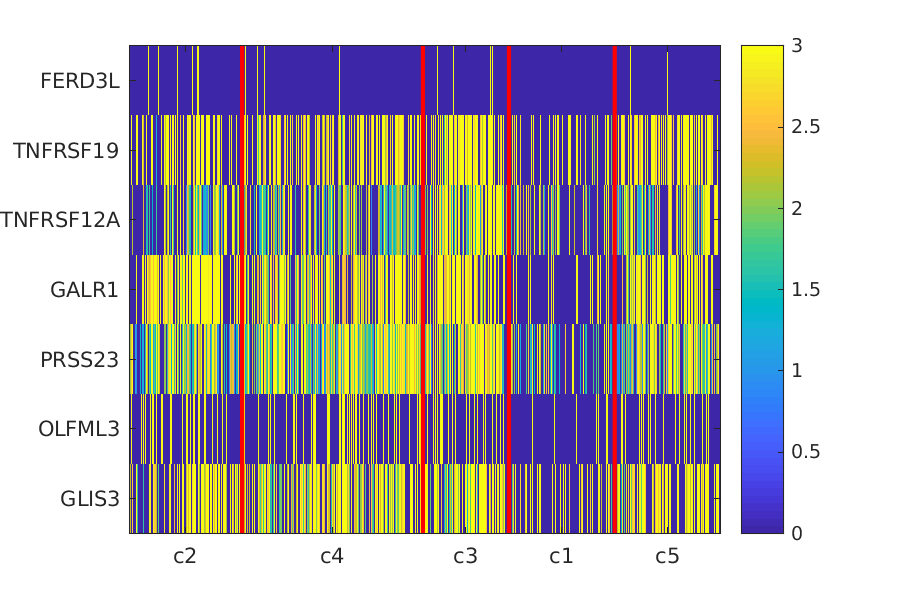 FERD3L
TNFRSF19
TNFRSF12A
GALR1
PRSS23
OLFML3
GLIS3
c2 c4 c3 c1 c5
3
2.5
2
1.5
1
0.5
0